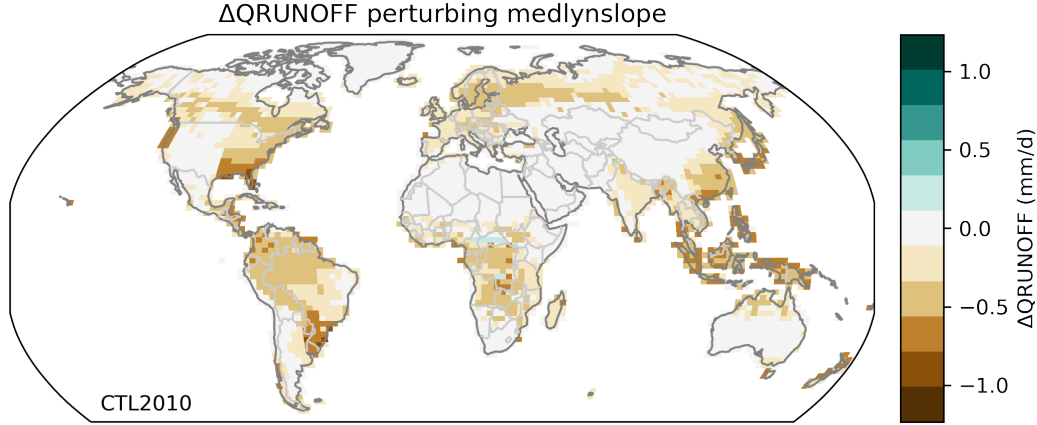 ΔQRUNOFF perturbing medlynslope
1.0
0.5
0.0
−0.5
−1.0
ΔQRUNOFF (mm/d)
CTL2010